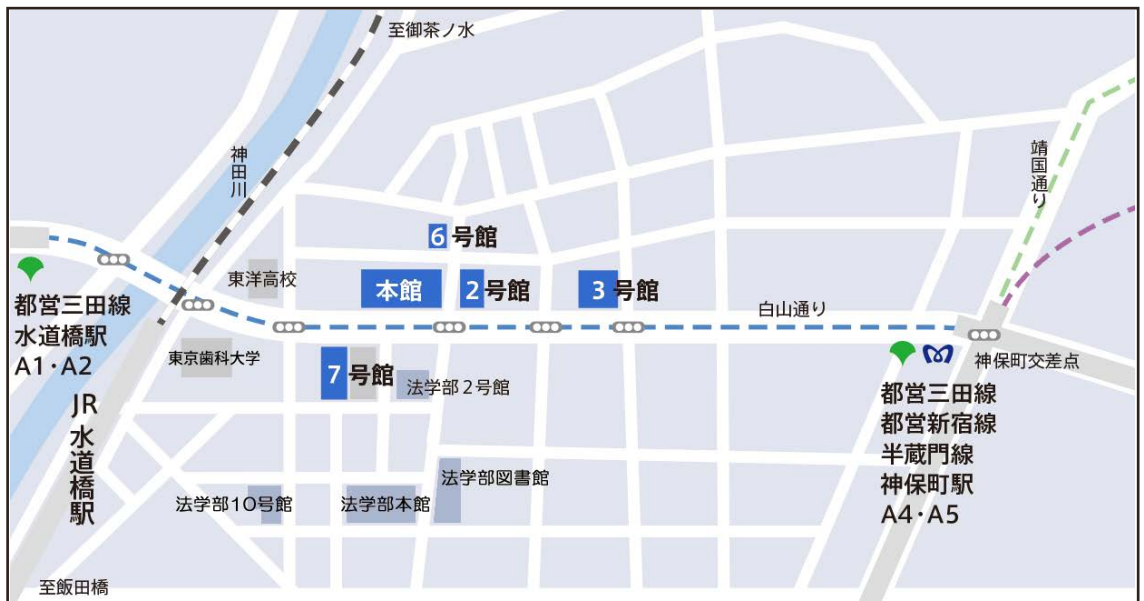 至御茶ノ水
神田川
靖国通り
6号館
東洋高校
本館
2号館
3号館
白山通り
都営三田線
水道橋駅
A1・A2
東京歯科大学
7号館
法学部2号館
神保町交差点
都営三田線
都営新宿線
半蔵門線
神保町駅
A4・A5
JR水道橋駅
法学部図書館
法学部10号館
法学部本館
至飯田橋